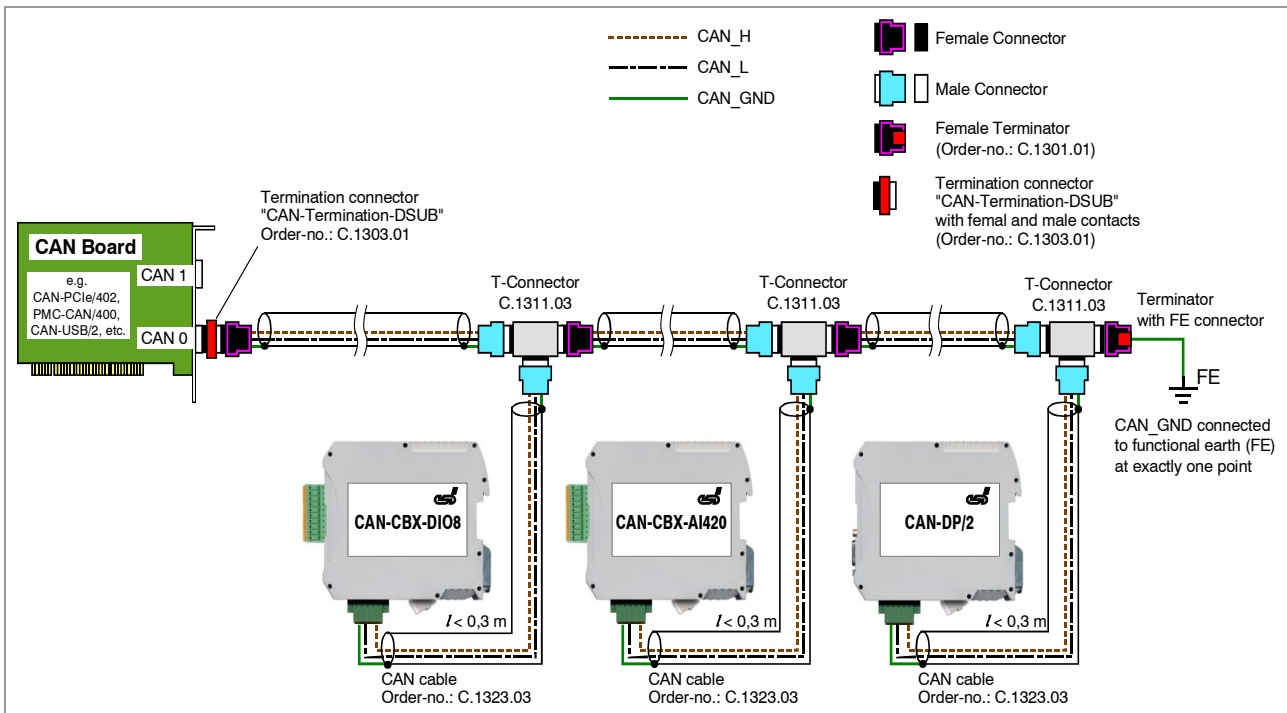 CAN_H
CAN_L
CAN_GND
Female Connector
Male Connector
Female Terminator
(Order-no.: C.1301.01)
Termination connector
"CAN-Termination-DSUB"
with femal and male contacts
(Order-no.: C.1303.01)
Termination connector
"CAN-Termination-DSUB"
Order-no.: C.1303.01
CAN Board
e.g.
CAN-PCIe/402,
PMC-CAN/400,
CAN-USB/2, etc.
CAN 1
CAN 0
T-Connector
C.1311.03
T-Connector
C.1311.03
T-Connector
C.1311.03
Terminator
with FE connector
FE
CAN_GND connected
to functional earth (FE)
at exactly one point
esd
CAN-CBX-DIO8
esd
CAN-CBX-AI420
esd
CAN-DP/2
l < 0,3 m
l < 0,3 m
l < 0,3 m
CAN cable
Order-no.: C.1323.03
CAN cable
Order-no.: C.1323.03
CAN cable
Order-no.: C.1323.03